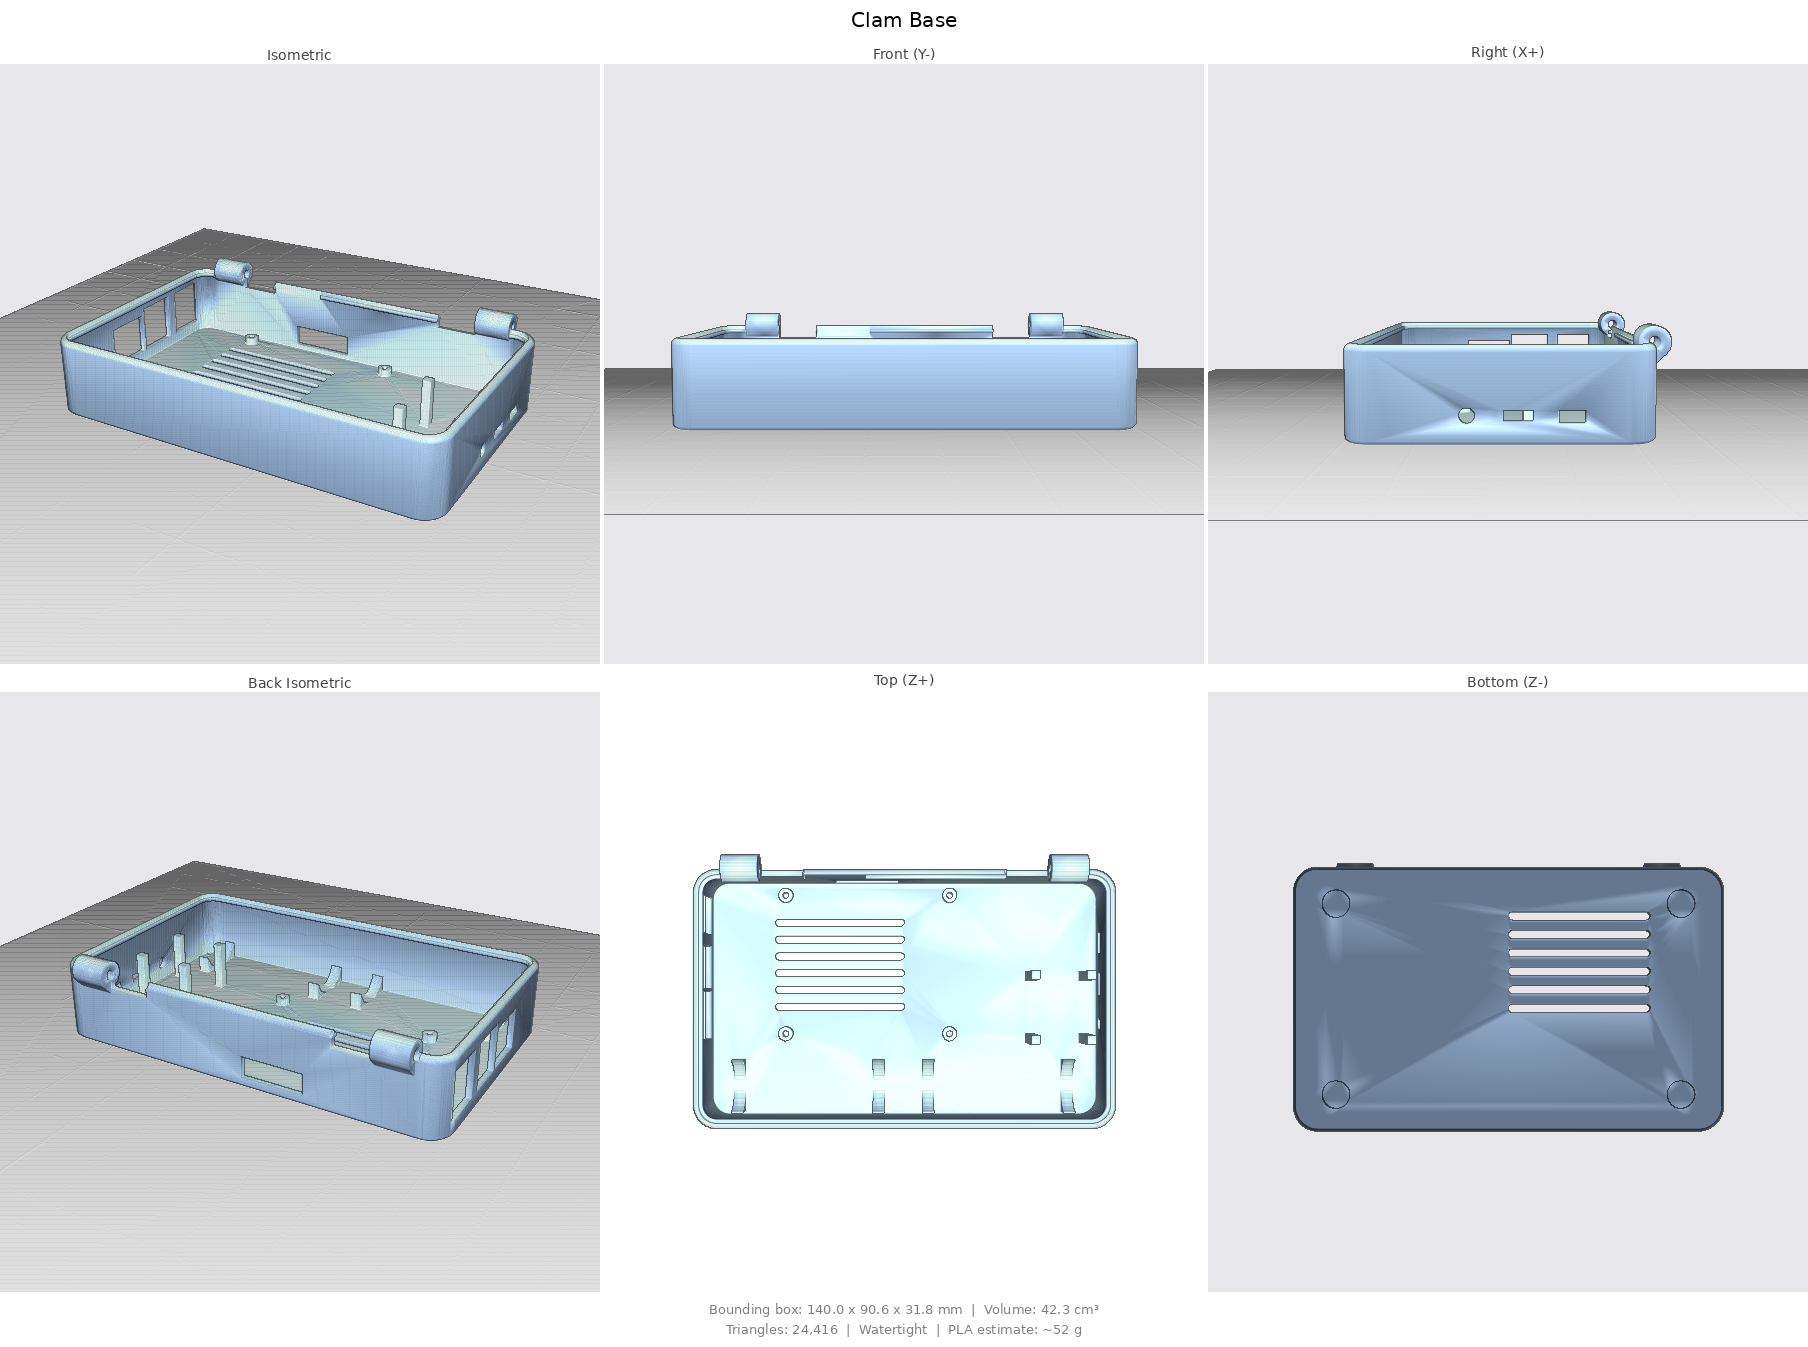 Clam Base
Isometric
Front (Y-)
Right (X+)
Back Isometric
Top (Z+)
Bottom (Z-)
Bounding box: 140.0 x 90.6 x 31.8 mm  |  Volume: 42.3 cm³
Triangles: 24,416  |  Watertight  |  PLA estimate: ~52 g